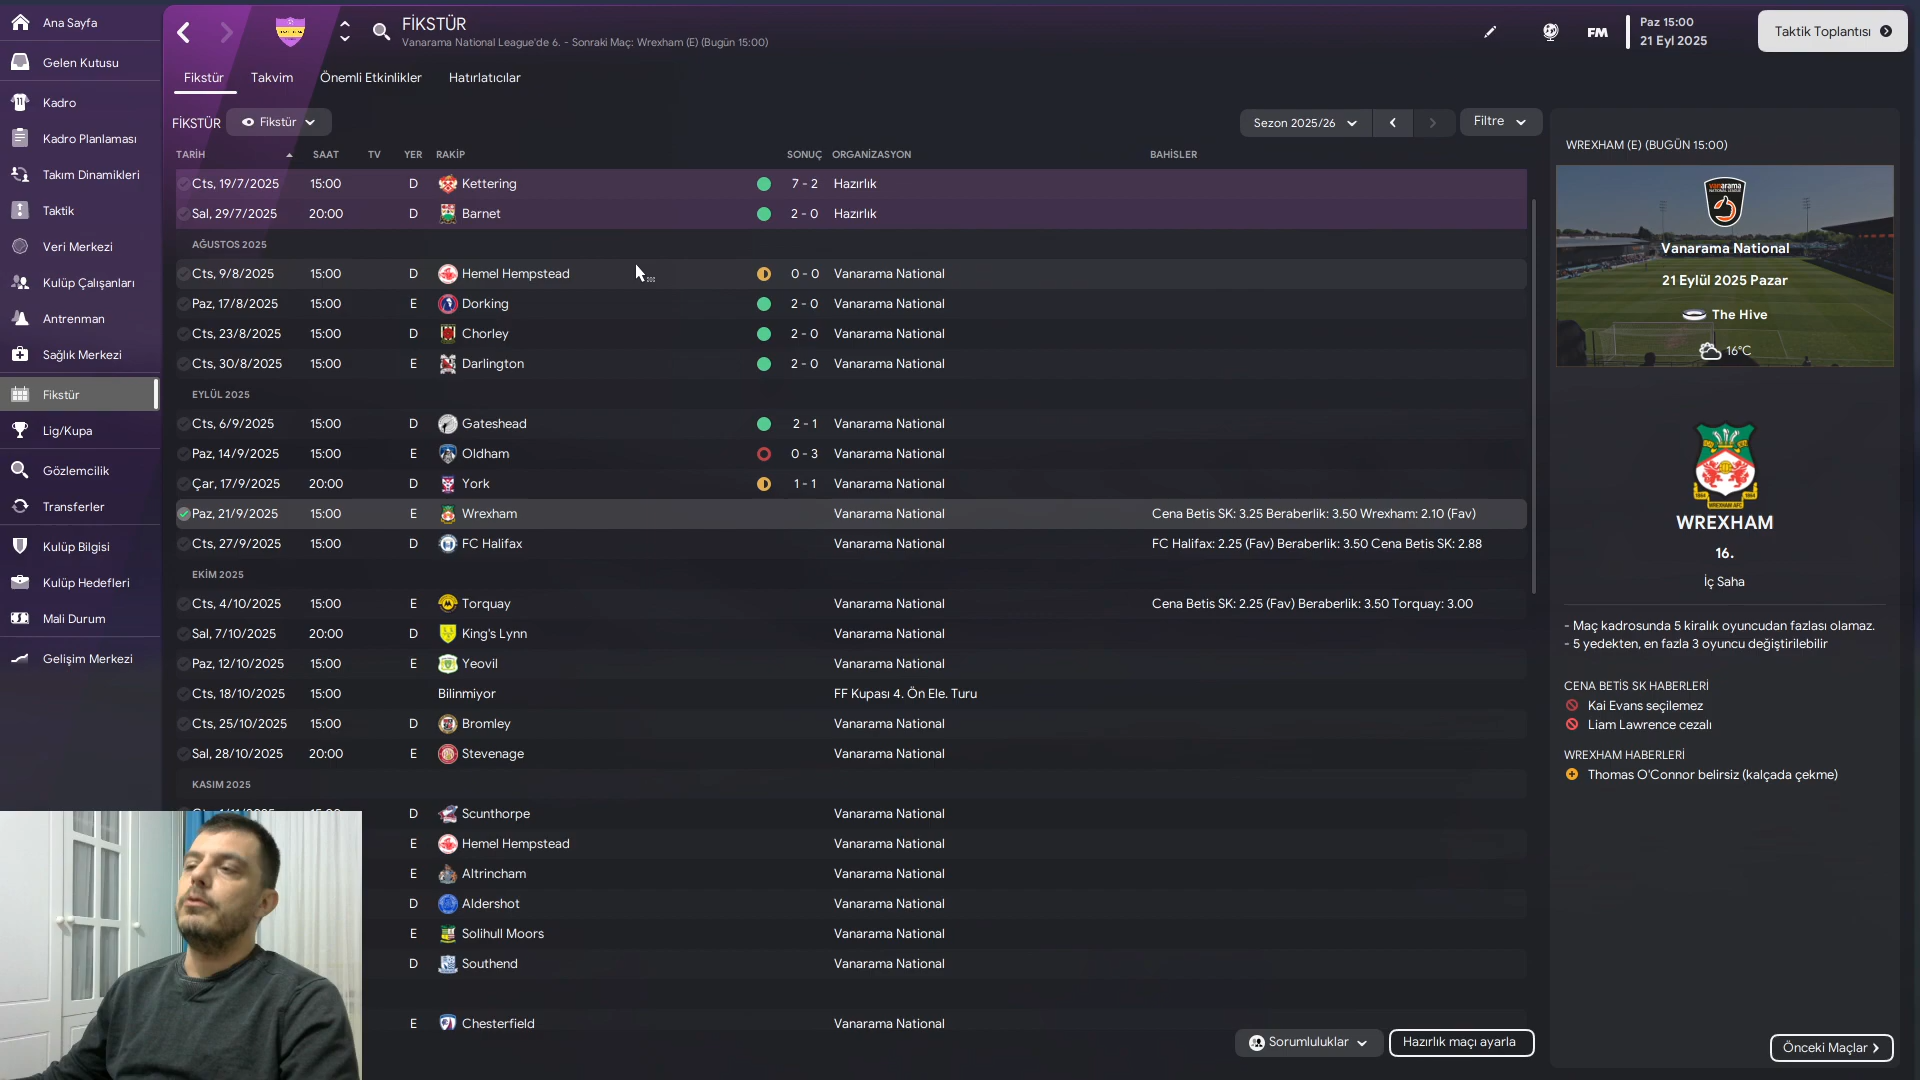 Ana Sayfa
Gelen Kutusu
Kadro
Kadro Planlaması
Takım Dinamikleri
Taktik
Veri Merkezi
Kulüp Çalışanları
Antrenman
Sağlık Merkezi
Fikstür
Lig/Kupa
Gözlemcilik
Transferler
Kulüp Bilgisi
Kulüp Hedefleri
Mali Durum
Gelişim Merkezi
FİKSTÜR
Vanarama National League'de 6. - Sonraki Maç: Wrexham (E) (Bugün 15:00)
FM
Paz 15:00
21 Eyl 2025
Taktik Toplantısı
Fikstür Takvim Önemli Etkinlikler Hatırlatıcılar
FİKSTÜR Fikstür Sezon 2025/26 Filtre
TARİH SAAT TV YER RAKİP SONUÇ ORGANİZASYON BAHİSLER
Cts, 19/7/2025 15:00 D Kettering 7 - 2 Hazırlık
Sal, 29/7/2025 20:00 D Barnet 2 - 0 Hazırlık
AĞUSTOS 2025
Cts, 9/8/2025 15:00 D Hemel Hempstead 0 - 0 Vanarama National
Paz, 17/8/2025 15:00 E Dorking 2 - 0 Vanarama National
Cts, 23/8/2025 15:00 D Chorley 2 - 0 Vanarama National
Cts, 30/8/2025 15:00 E Darlington 2 - 0 Vanarama National
EYLÜL 2025
Cts, 6/9/2025 15:00 D Gateshead 2 - 1 Vanarama National
Paz, 14/9/2025 15:00 E Oldham 0 - 3 Vanarama National
Çar, 17/9/2025 20:00 D York 1 - 1 Vanarama National
Paz, 21/9/2025 15:00 E Wrexham Vanarama National Cena Betis SK: 3.25 Beraberlik: 3.50 Wrexham: 2.10 (Fav)
Cts, 27/9/2025 15:00 D FC Halifax Vanarama National FC Halifax: 2.25 (Fav) Beraberlik: 3.50 Cena Betis SK: 2.88
EKİM 2025
Cts, 4/10/2025 15:00 E Torquay Vanarama National Cena Betis SK: 2.25 (Fav) Beraberlik: 3.50 Torquay: 3.00
Sal, 7/10/2025 20:00 D King's Lynn Vanarama National
Paz, 12/10/2025 15:00 E Yeovil Vanarama National
Cts, 18/10/2025 15:00 Bilinmiyor FF Kupası 4. Ön Ele. Turu
Cts, 25/10/2025 15:00 D Bromley Vanarama National
Sal, 28/10/2025 20:00 E Stevenage Vanarama National
KASIM 2025
D Scunthorpe Vanarama National
E Hemel Hempstead Vanarama National
E Altrincham Vanarama National
D Aldershot Vanarama National
E Solihull Moors Vanarama National
D Southend Vanarama National
E Chesterfield Vanarama National
Sorumluluklar Hazırlık maçı ayarla
WREXHAM (E) (BUGÜN 15:00)
vanarama
Vanarama National
21 Eylül 2025 Pazar
The Hive
16°C
WREXHAM
16.
İç Saha
- Maç kadrosunda 5 kiralık oyuncudan fazlası olamaz.
- 5 yedekten, en fazla 3 oyuncu değiştirilebilir
CENA BETIS SK HABERLERİ
Kai Evans seçilemez
Liam Lawrence cezalı
WREXHAM HABERLERİ
Thomas O'Connor belirsiz (kalçada çekme)
Önceki Maçlar